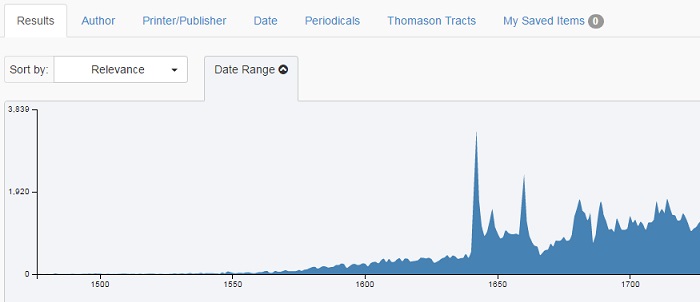 Results Author Printer/Publisher Date Periodicals Thomason Tracts My Saved Items 0
Sort by: Relevance Date Range
3,839
1,920
0
1500 1550 1600 1650 1700